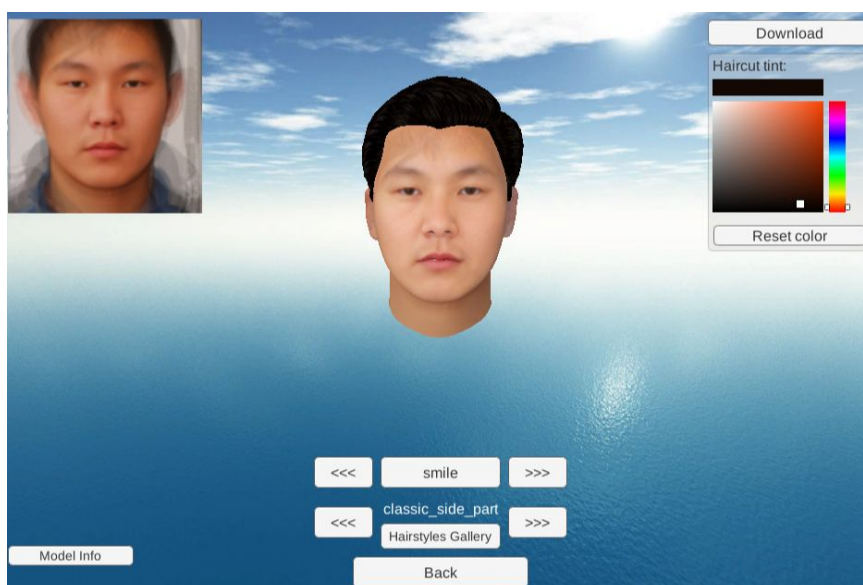 Download
Haircut tint:
Reset color
<<<
smile
>>>
classic_side_part
<<<
Hairstyles Gallery
>>>
Model Info
Back